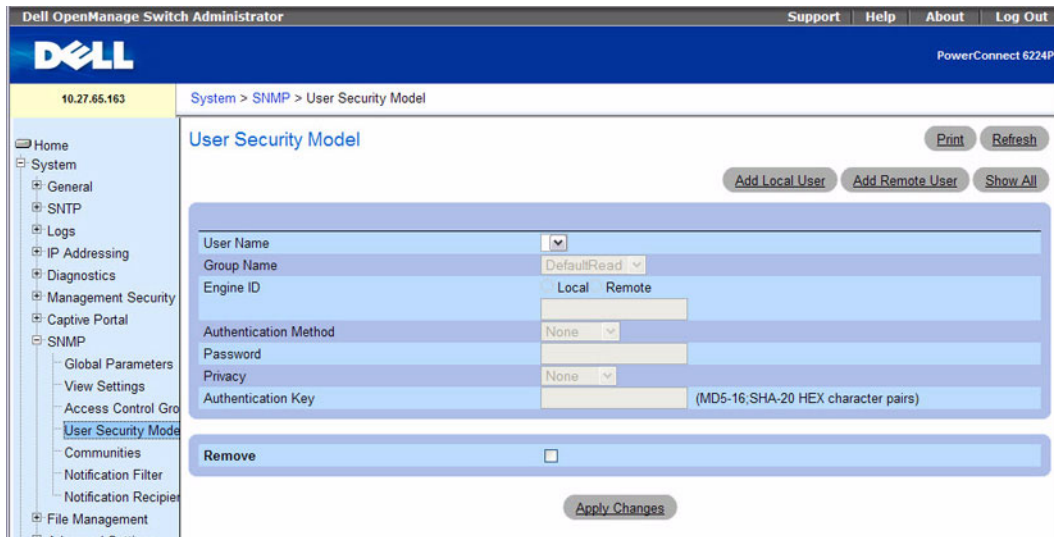 Dell OpenManage Switch Administrator Support Help About Log Out
DELL
PowerConnect 6224P
10.27.65.163
System > SNMP > User Security Model
Home
System
General
SNTP
Logs
IP Addressing
Diagnostics
Management Security
Captive Portal
SNMP
Global Parameters
View Settings
Access Control Gro
User Security Mode
Communities
Notification Filter
Notification Recipier
File Management
User Security Model
Print Refresh
Add Local User Add Remote User Show All
User Name
Group Name DefaultRead
Engine ID Local Remote
Authentication Method None
Password
Privacy None
Authentication Key (MD5-16;SHA-20 HEX character pairs)
Remove
Apply Changes